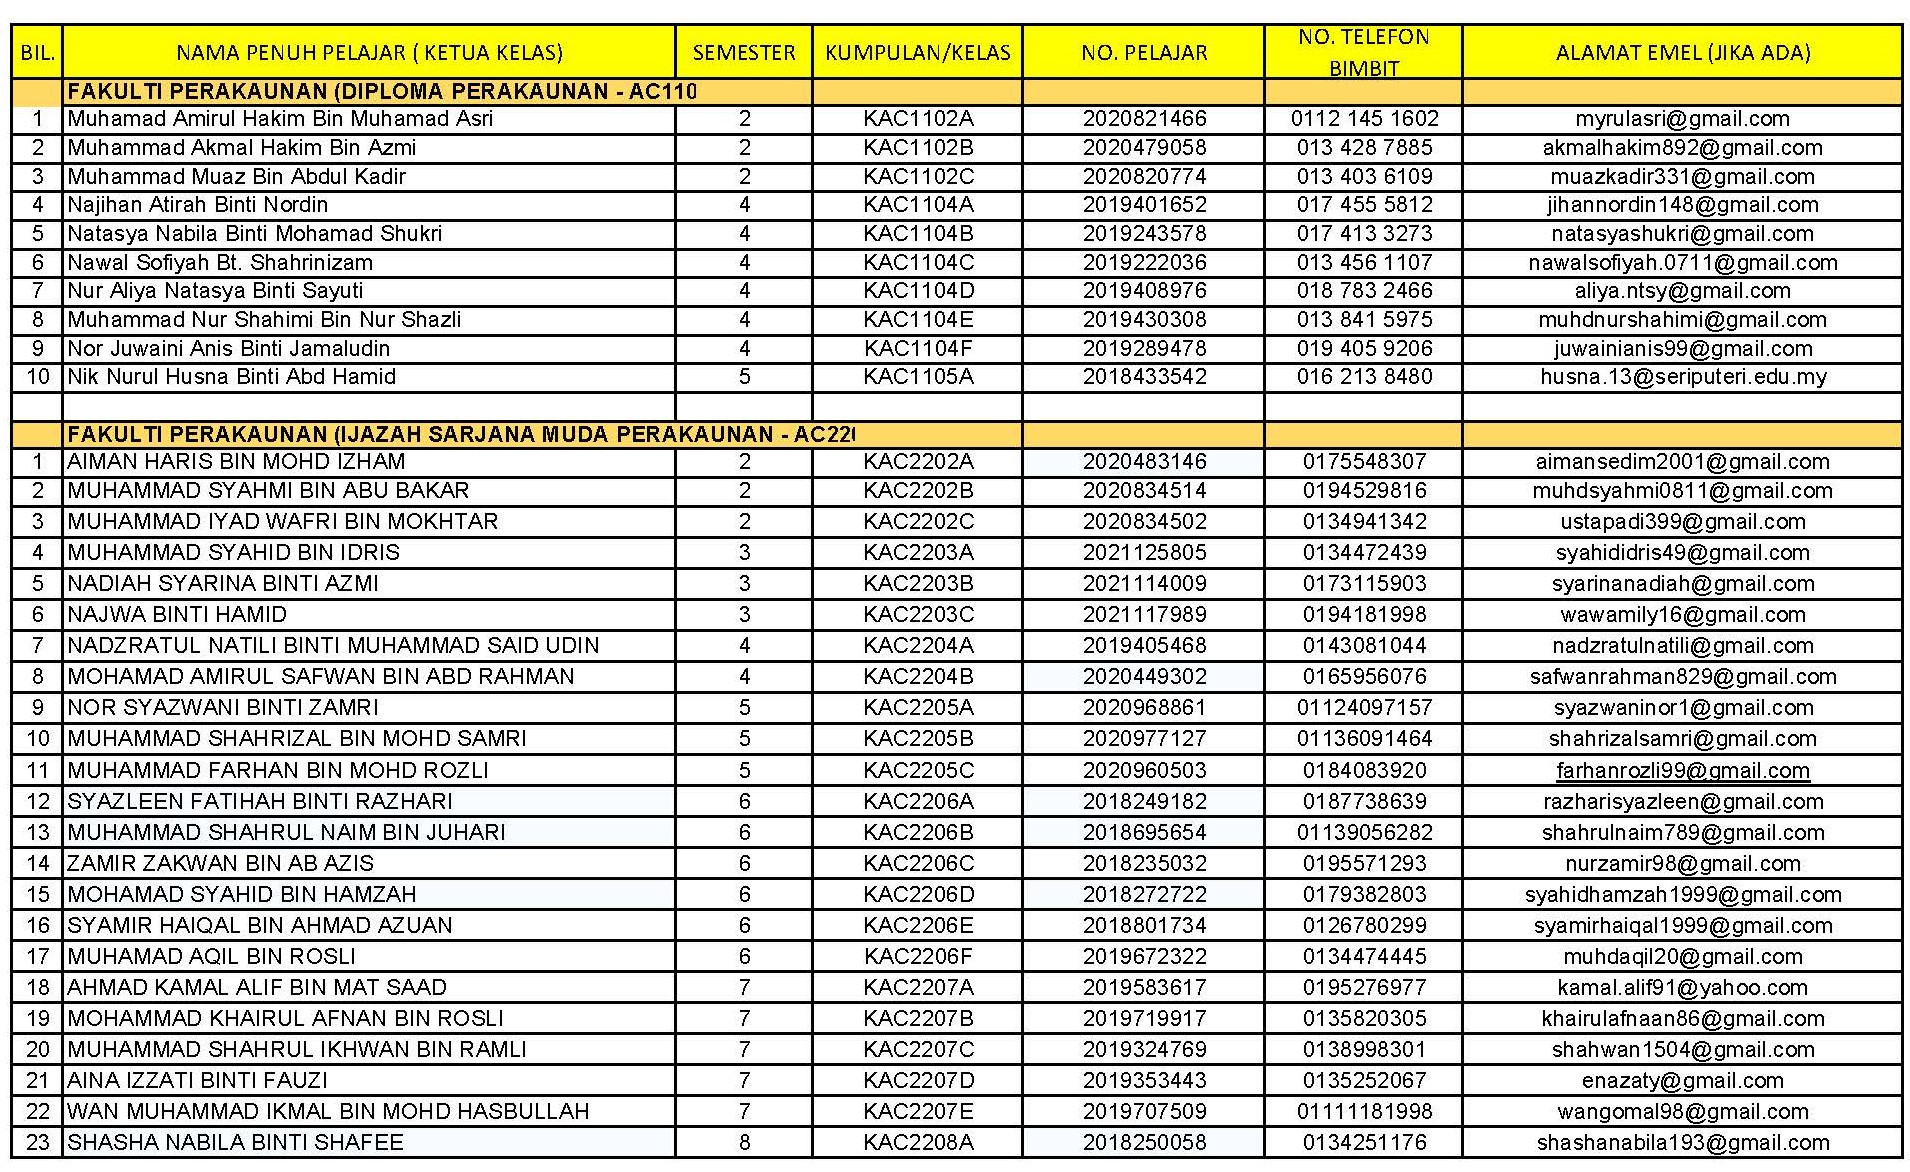 BIL. NAMA PENUH PELAJAR ( KETUA KELAS) SEMESTER KUMPULAN/KELAS NO. PELAJAR NO. TELEFON BIMBIT ALAMAT EMEL (JIKA ADA)
FAKULTI PERAKAUNAN (DIPLOMA PERAKAUNAN - AC110
1 Muhamad Amirul Hakim Bin Muhamad Asri 2 KAC1102A 2020821466 0112 145 1602 myrulasri@gmail.com
2 Muhammad Akmal Hakim Bin Azmi 2 KAC1102B 2020479058 013 428 7885 akmalhakim892@gmail.com
3 Muhammad Muaz Bin Abdul Kadir 2 KAC1102C 2020820774 013 403 6109 muazkadir331@gmail.com
4 Najihan Atirah Binti Nordin 4 KAC1104A 2019401652 017 455 5812 jihannordin148@gmail.com
5 Natasya Nabila Binti Mohamad Shukri 4 KAC1104B 2019243578 017 413 3273 natasyashukri@gmail.com
6 Nawal Sofiyah Bt. Shahrinizam 4 KAC1104C 2019222036 013 456 1107 nawalsofiyah.0711@gmail.com
7 Nur Aliya Natasya Binti Sayuti 4 KAC1104D 2019408976 018 783 2466 aliya.ntsy@gmail.com
8 Muhammad Nur Shahimi Bin Nur Shazli 4 KAC1104E 2019430308 013 841 5975 muhdnurshahimi@gmail.com
9 Nor Juwaini Anis Binti Jamaludin 4 KAC1104F 2019289478 019 405 9206 juwainianis99@gmail.com
10 Nik Nurul Husna Binti Abd Hamid 5 KAC1105A 2018433542 016 213 8480 husna.13@seriputeri.edu.my
FAKULTI PERAKAUNAN (IJAZAH SARJANA MUDA PERAKAUNAN - AC220
1 AIMAN HARIS BIN MOHD IZHAM 2 KAC2202A 2020483146 0175548307 aimansedim2001@gmail.com
2 MUHAMMAD SYAHMI BIN ABU BAKAR 2 KAC2202B 2020834514 0194529816 muhdsyahmi0811@gmail.com
3 MUHAMMAD IYAD WAFRI BIN MOKHTAR 2 KAC2202C 2020834502 0134941342 ustapadi399@gmail.com
4 MUHAMMAD SYAHID BIN IDRIS 3 KAC2203A 2021125805 0134472439 syahididris49@gmail.com
5 NADIAH SYARINA BINTI AZMI 3 KAC2203B 2021114009 0173115903 syarinanadiah@gmail.com
6 NAJWA BINTI HAMID 3 KAC2203C 2021117989 0194181998 wawamily16@gmail.com
7 NADZRATUL NATILI BINTI MUHAMMAD SAID UDIN 4 KAC2204A 2019405468 0143081044 nadzratulnatili@gmail.com
8 MOHAMAD AMIRUL SAFWAN BIN ABD RAHMAN 4 KAC2204B 2020449302 0165956076 safwanrahman829@gmail.com
9 NOR SYAZWANI BINTI ZAMRI 5 KAC2205A 2020968861 01124097157 syazwaninor1@gmail.com
10 MUHAMMAD SHAHRIZAL BIN MOHD SAMRI 5 KAC2205B 2020977127 01136091464 shahrizalsamri@gmail.com
11 MUHAMMAD FARHAN BIN MOHD ROZLI 5 KAC2205C 2020960503 0184083920 farhanrozli99@gmail.com
12 SYAZLEEN FATIHAH BINTI RAZHARI 6 KAC2206A 2018249182 0187738639 razharisyazleen@gmail.com
13 MUHAMMAD SHAHRUL NAIM BIN JUHARI 6 KAC2206B 2018695654 01139056282 shahrulnaim789@gmail.com
14 ZAMIR ZAKWAN BIN AB AZIS 6 KAC2206C 2018235032 0195571293 nurzamir98@gmail.com
15 MOHAMAD SYAHID BIN HAMZAH 6 KAC2206D 2018272722 0179382803 syahidhamzah1999@gmail.com
16 SYAMIR HAIQAL BIN AHMAD AZUAN 6 KAC2206E 2018801734 0126780299 syamirhaiqal1999@gmail.com
17 MUHAMAD AQIL BIN ROSLI 6 KAC2206F 2019672322 0134474445 muhdaqil20@gmail.com
18 AHMAD KAMAL ALIF BIN MAT SAAD 7 KAC2207A 2019583617 0195276977 kamal.alif91@yahoo.com
19 MOHAMMAD KHAIRUL AFNAN BIN ROSLI 7 KAC2207B 2019719917 0135820305 khairulafnaan86@gmail.com
20 MUHAMMAD SHAHRUL IKHWAN BIN RAMLI 7 KAC2207C 2019324769 0138998301 shahwan1504@gmail.com
21 AINA IZZATI BINTI FAUZI 7 KAC2207D 2019353443 0135252067 enazaty@gmail.com
22 WAN MUHAMMAD IKMAL BIN MOHD HASBULLAH 7 KAC2207E 2019707509 01111181998 wangomal98@gmail.com
23 SHASHA NABILA BINTI SHAFEE 8 KAC2208A 2018250058 0134251176 shashanabila193@gmail.com